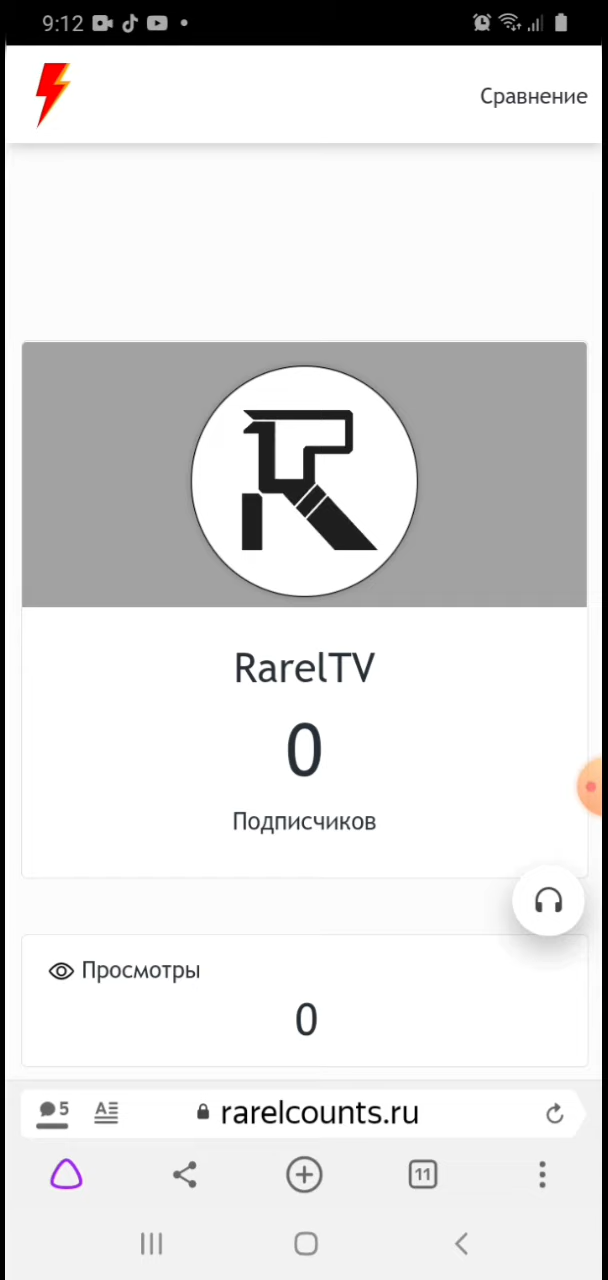 9:12
Сравнение
RarelTV
0
Подписчиков
Просмотры
0
5
rarelcounts.ru
11